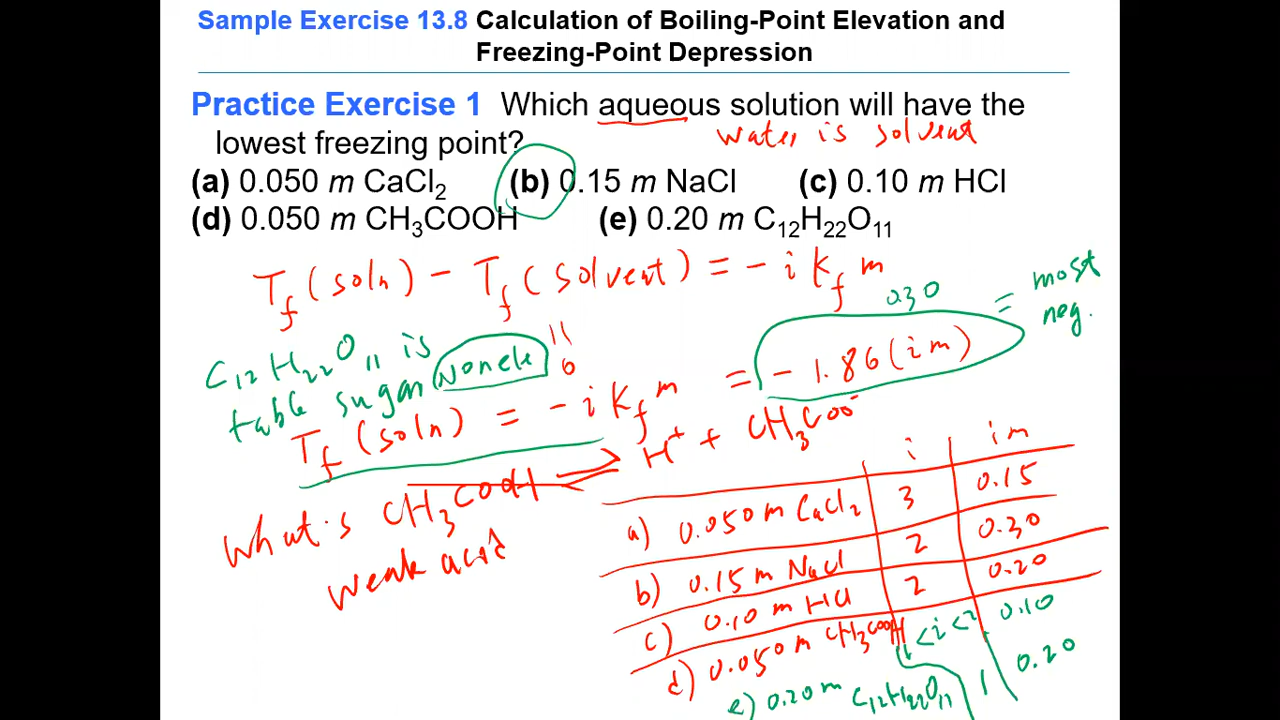 Sample Exercise 13.8 Calculation of Boiling-Point Elevation and
Freezing-Point Depression
Practice Exercise 1 Which aqueous solution will have the
lowest freezing point?
water is solvent
(a) 0.050 m CaCl₂ (b) 0.15 m NaCl (c) 0.10 m HCl
(d) 0.050 m CH₃COOH (e) 0.20 m C₁₂H₂₂O₁₁
Tf (soln) - Tf (solvent) = - i Kf m
0.30
= most
neg.
C₁₂H₂₂O₁₁ is
table sugar Nonele
11
0
= - 1.86 (im)
Tf (soln) = - i Kf m
What's CH₃COOH ⇌ H⁺ + CH₃COO⁻
weak acid
i im
a) 0.050 m CaCl₂ 3 0.15
b) 0.15 m NaCl 2 0.30
c) 0.10 m HCl 2 0.20
d) 0.050 m CH₃COOH 1 < i < 2 0.10
e) 0.20 m C₁₂H₂₂O₁₁ 1 0.20